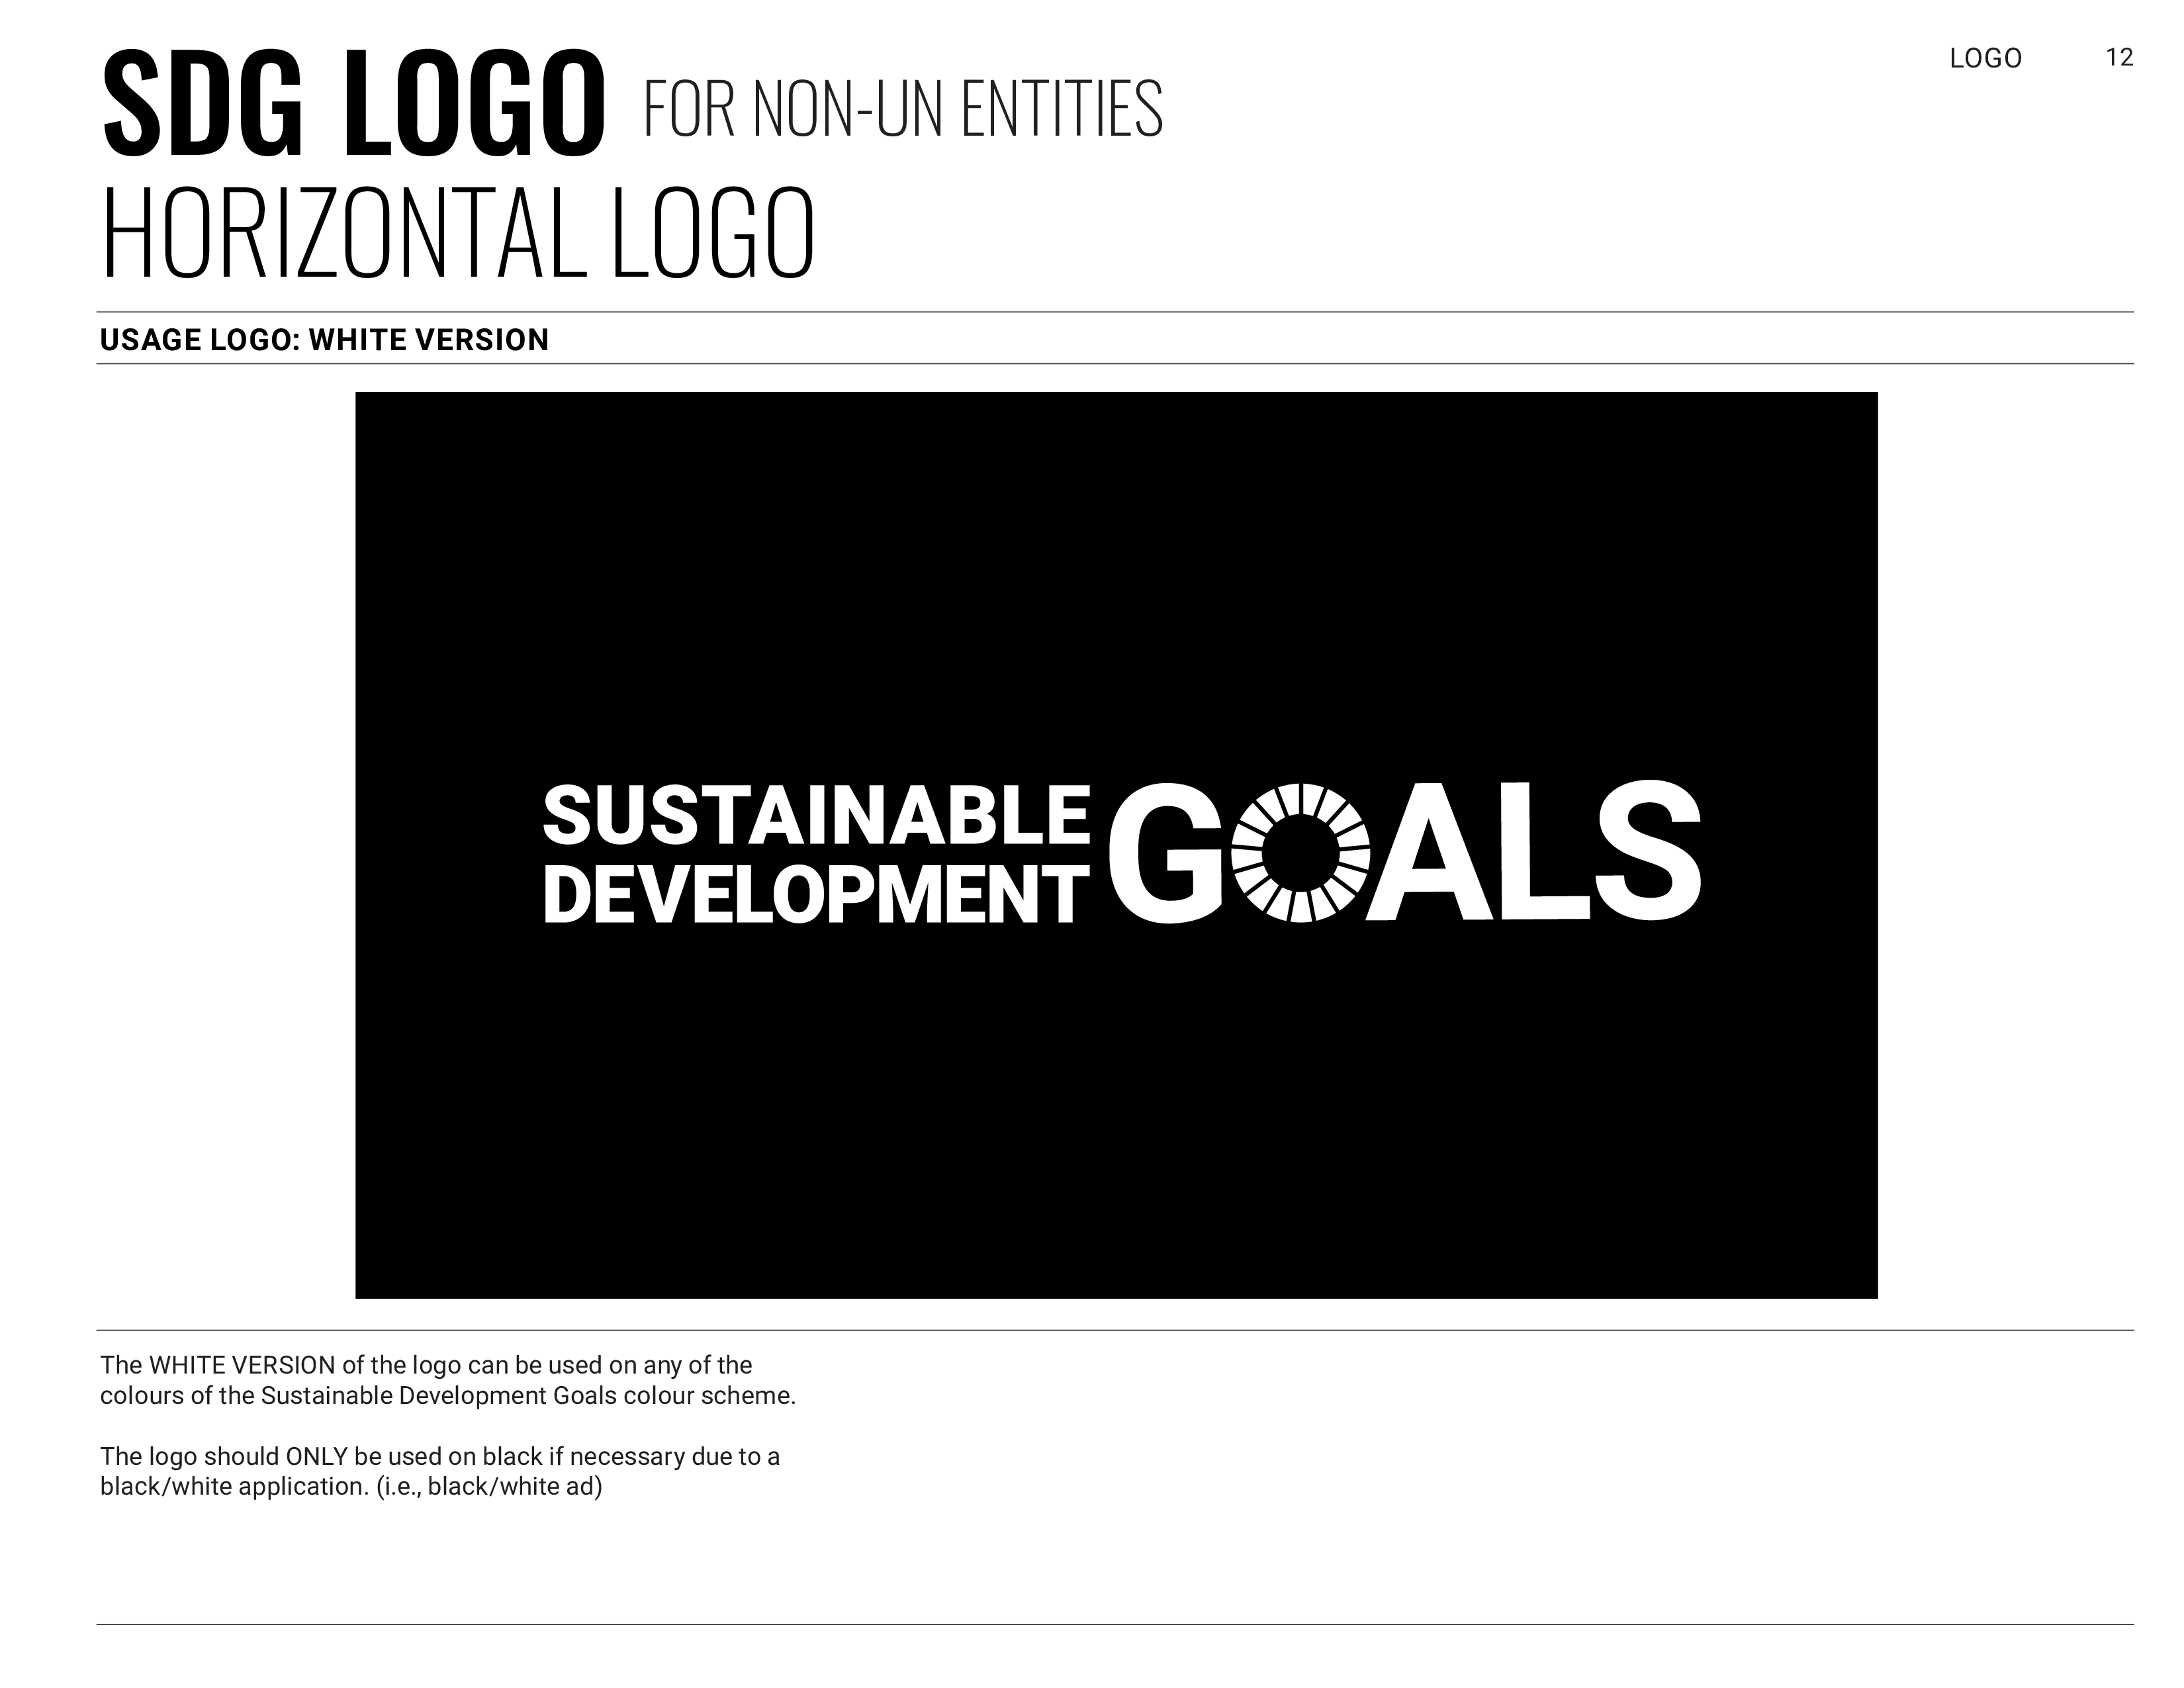 SDG LOGO FOR NON-UN ENTITIES
LOGO 12
HORIZONTAL LOGO
USAGE LOGO: WHITE VERSION
SUSTAINABLE
DEVELOPMENT
GOALS
The WHITE VERSION of the logo can be used on any of the
colours of the Sustainable Development Goals colour scheme.
The logo should ONLY be used on black if necessary due to a
black/white application. (i.e., black/white ad)